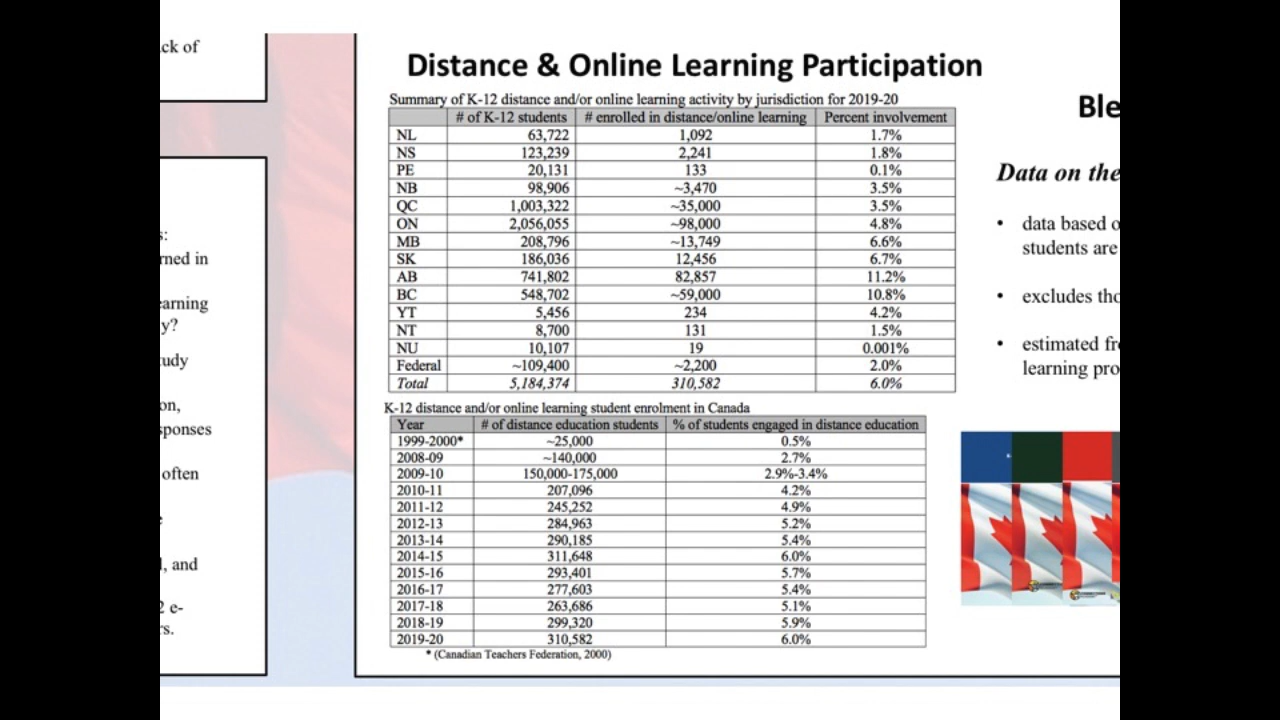 ck of
s:
rned in
earning
y?
udy
on,
sponses
often
e
l, and
2 e-
rs.
Distance & Online Learning Participation
Summary of K-12 distance and/or online learning activity by jurisdiction for 2019-20
# of K-12 students # enrolled in distance/online learning Percent involvement
NL 63,722 1,092 1.7%
NS 123,239 2,241 1.8%
PE 20,131 133 0.1%
NB 98,906 ~3,470 3.5%
QC 1,003,322 ~35,000 3.5%
ON 2,056,055 ~98,000 4.8%
MB 208,796 ~13,749 6.6%
SK 186,036 12,456 6.7%
AB 741,802 82,857 11.2%
BC 548,702 ~59,000 10.8%
YT 5,456 234 4.2%
NT 8,700 131 1.5%
NU 10,107 19 0.001%
Federal ~109,400 ~2,200 2.0%
Total 5,184,374 310,582 6.0%
K-12 distance and/or online learning student enrolment in Canada
Year # of distance education students % of students engaged in distance education
1999-2000* ~25,000 0.5%
2008-09 ~140,000 2.7%
2009-10 150,000-175,000 2.9%-3.4%
2010-11 207,096 4.2%
2011-12 245,252 4.9%
2012-13 284,963 5.2%
2013-14 290,185 5.4%
2014-15 311,648 6.0%
2015-16 293,401 5.7%
2016-17 277,603 5.4%
2017-18 263,686 5.1%
2018-19 299,320 5.9%
2019-20 310,582 6.0%
* (Canadian Teachers Federation, 2000)
Ble
Data on the
• data based o
students are
• excludes tho
• estimated fr
learning pro